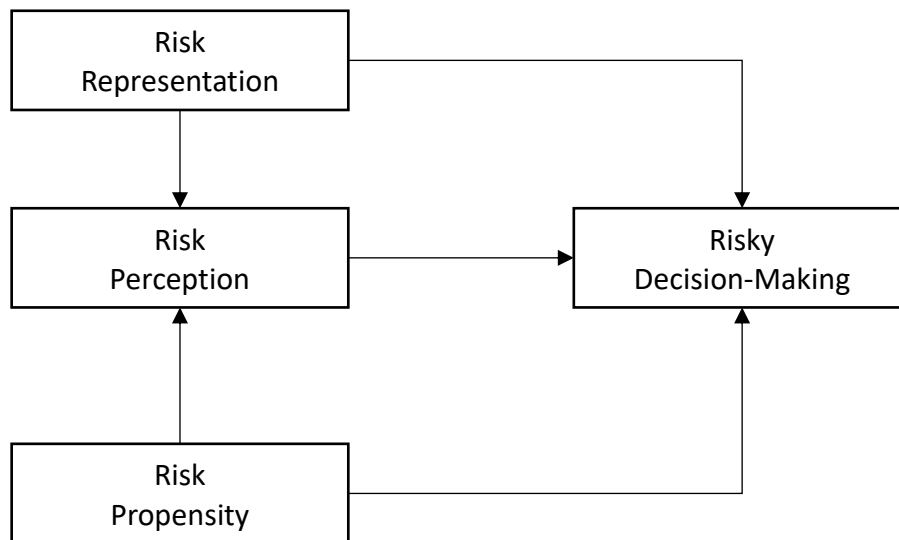 Risk
Representation
Risk
Perception
Risky
Decision-Making
Risk
Propensity